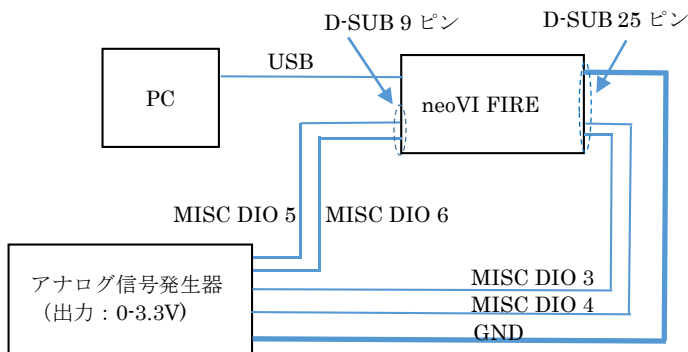 D-SUB 9 ピン
D-SUB 25 ピン
USB
PC
neoVI FIRE
MISC DIO 5
MISC DIO 6
アナログ信号発生器
（出力：0-3.3V)
MISC DIO 3
MISC DIO 4
GND